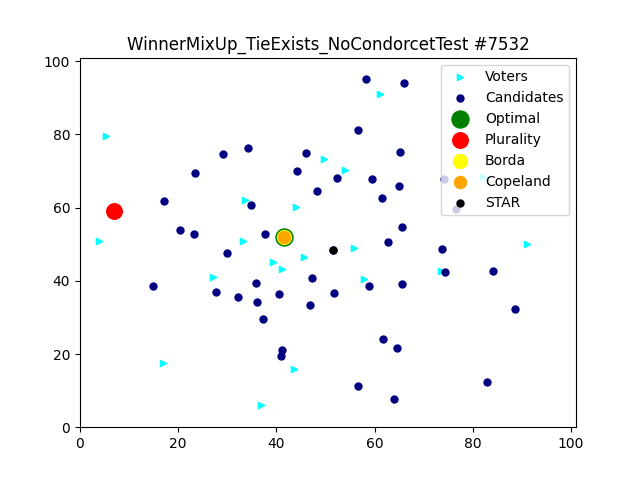 WinnerMixUp_TieExists_NoCondorcetTest #7532
100
80
60
40
20
0
0 20 40 60 80 100
Voters
Candidates
Optimal
Plurality
Borda
Copeland
STAR